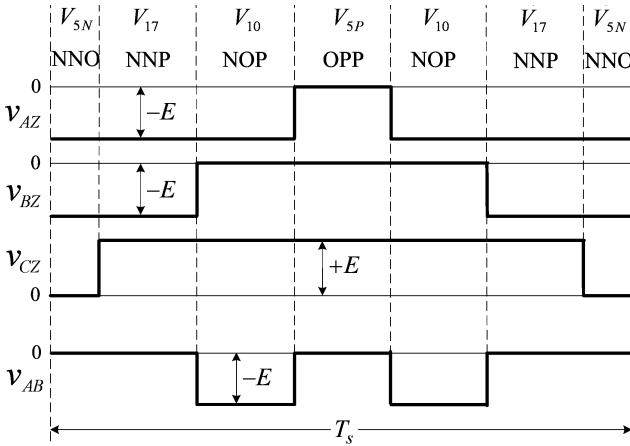 V5N V17 V10 V5P V10 V17 V5N
NNO NNP NOP OPP NOP NNP NNO
0
−E
vAZ
0
−E
vBZ
vCZ
+E
0
0
−E
vAB
Ts